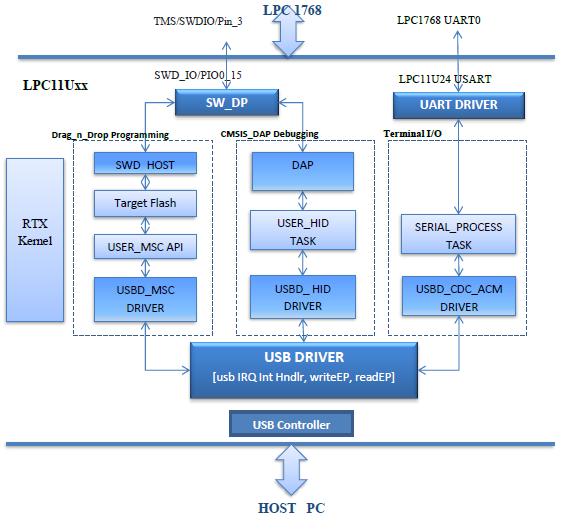 LPC 1768
TMS/SWDIO/Pin_3
LPC1768 UART0
SWD_IO/PIO0_15
LPC11U24 USART
LPC11Uxx
SW_DP
UART DRIVER
Drag_n_Drop Programming
CMSIS_DAP Debugging
Terminal I/O
SWD_HOST
Target Flash
USER_MSC API
USBD_MSC
DRIVER
DAP
USER_HID
TASK
USBD_ HID
DRIVER
SERIAL_PROCESS
TASK
USBD_CDC_ACM
DRIVER
RTX
Kernel
USB DRIVER
[usb IRQ Int Hndlr, writeEP, readEP]
USB Controller
HOST PC